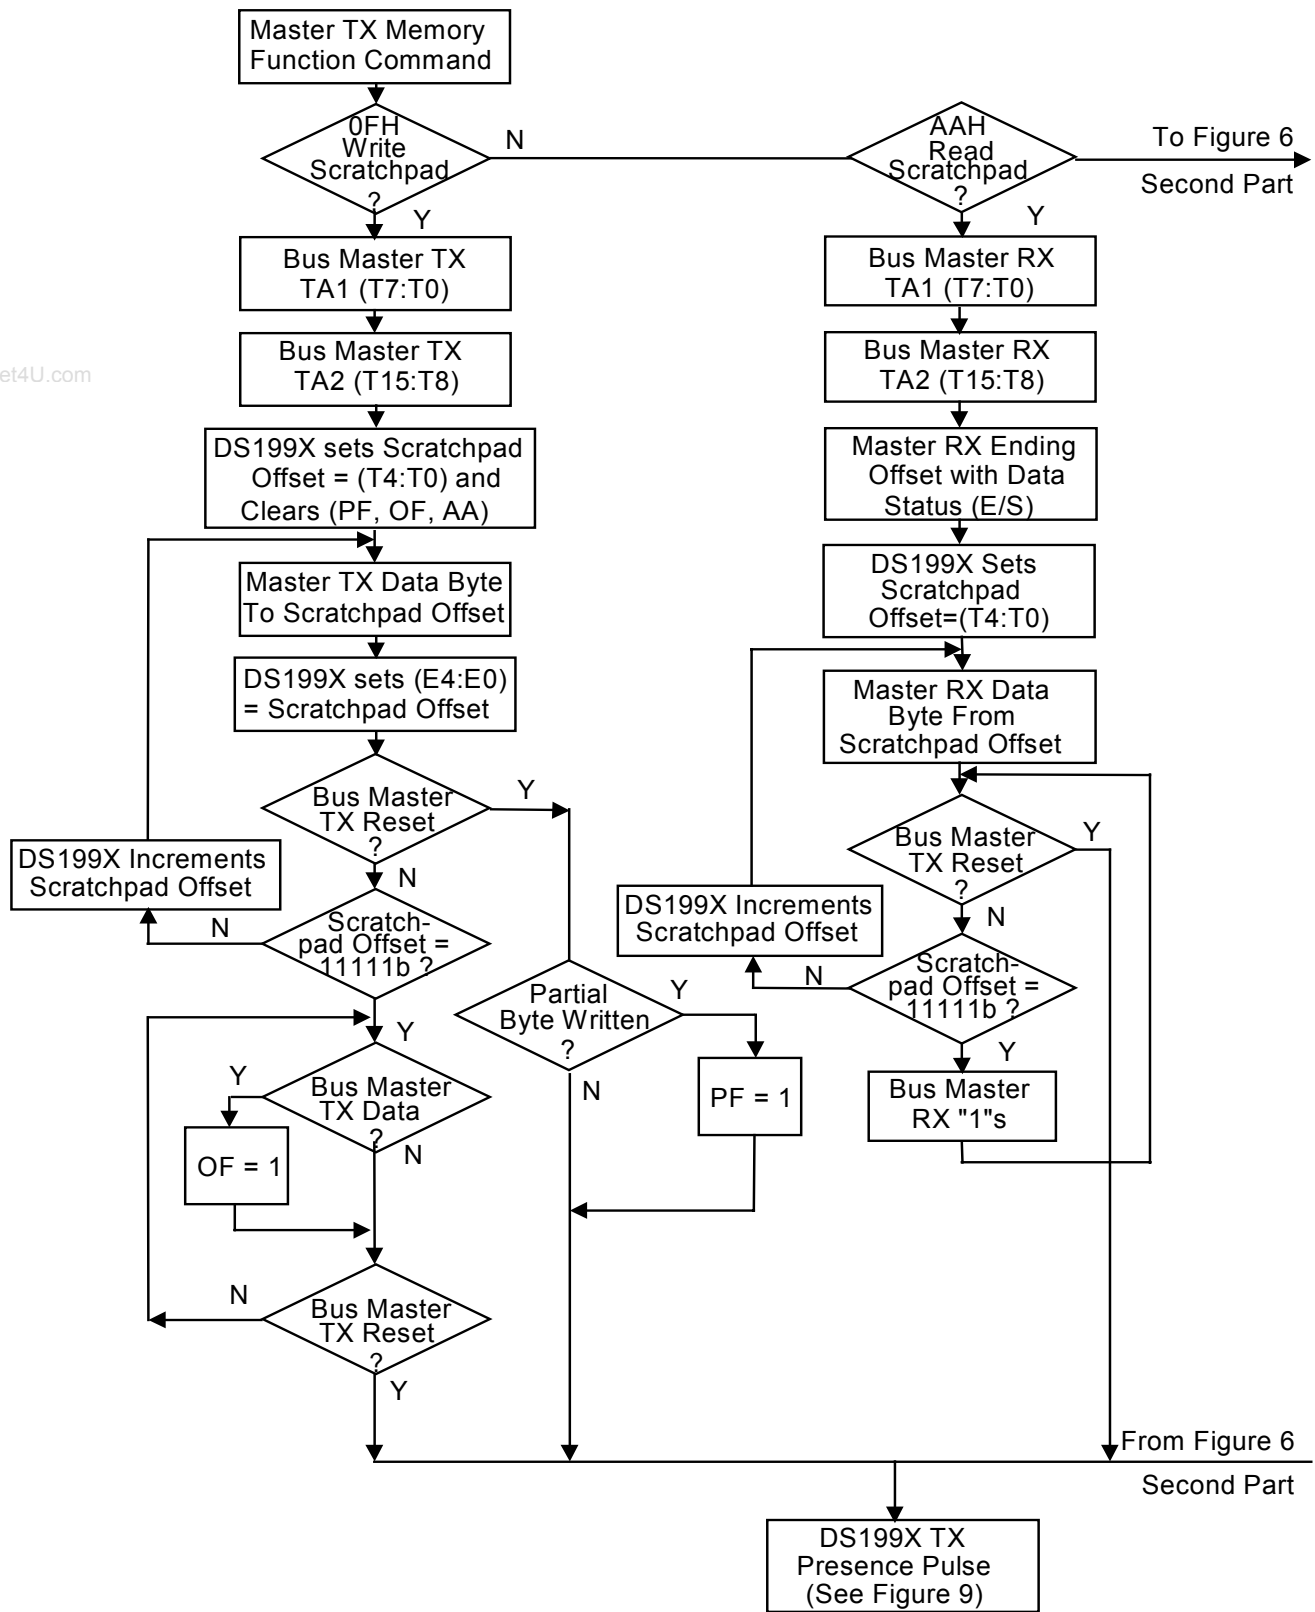 Master TX Memory
Function Command
0FH
Write
Scratchpad
?
N
Y
AAH
Read
Scratchpad
?
Y
To Figure 6
Second Part
Bus Master TX
TA1 (T7:T0)
Bus Master TX
TA2 (T15:T8)
DS199X sets Scratchpad
Offset = (T4:T0) and
Clears (PF, OF, AA)
Master TX Data Byte
To Scratchpad Offset
DS199X sets (E4:E0)
= Scratchpad Offset
Bus Master
TX Reset
?
Y
N
DS199X Increments
Scratchpad Offset
N
Scratch-
pad Offset =
11111b ?
Y
Partial
Byte Written
?
Y
N
PF = 1
Bus Master
TX Data
?
Y
N
OF = 1
Bus Master
TX Reset
?
N
Y
Bus Master RX
TA1 (T7:T0)
Bus Master RX
TA2 (T15:T8)
Master RX Ending
Offset with Data
Status (E/S)
DS199X Sets
Scratchpad
Offset=(T4:T0)
Master RX Data
Byte From
Scratchpad Offset
Bus Master
TX Reset
?
Y
N
DS199X Increments
Scratchpad Offset
N
Scratch-
pad Offset =
11111b ?
Y
Bus Master
RX "1"s
From Figure 6
Second Part
DS199X TX
Presence Pulse
(See Figure 9)
et4U.com